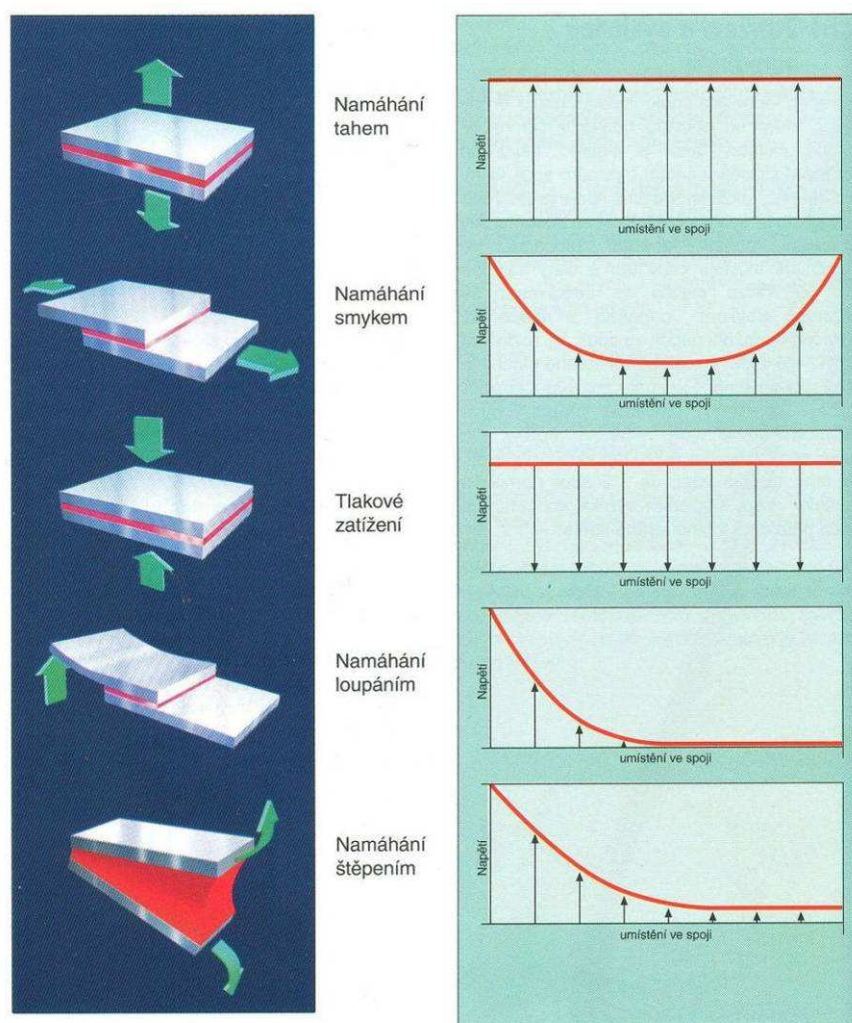 Namáhání
tahem
Napětí
umístění ve spoji
Namáhání
smykem
Napětí
umístění ve spoji
Tlakové
zatížení
Napětí
umístění ve spoji
Namáhání
loupáním
Napětí
umístění ve spoji
Namáhání
štěpením
Napětí
umístění ve spoji